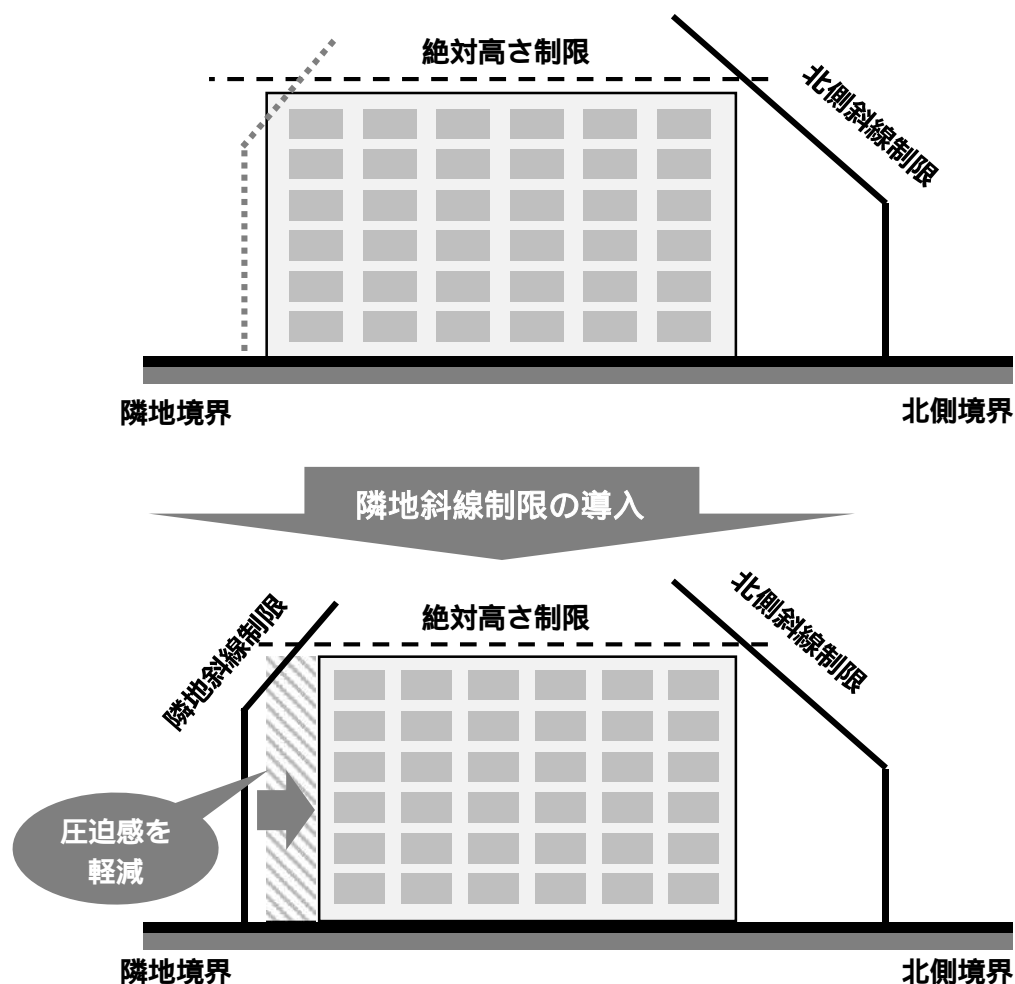 絶対高さ制限
北側斜線制限
隣地境界
北側境界
隣地斜線制限の導入
隣地斜線制限
絶対高さ制限
北側斜線制限
圧迫感を
軽減
隣地境界
北側境界